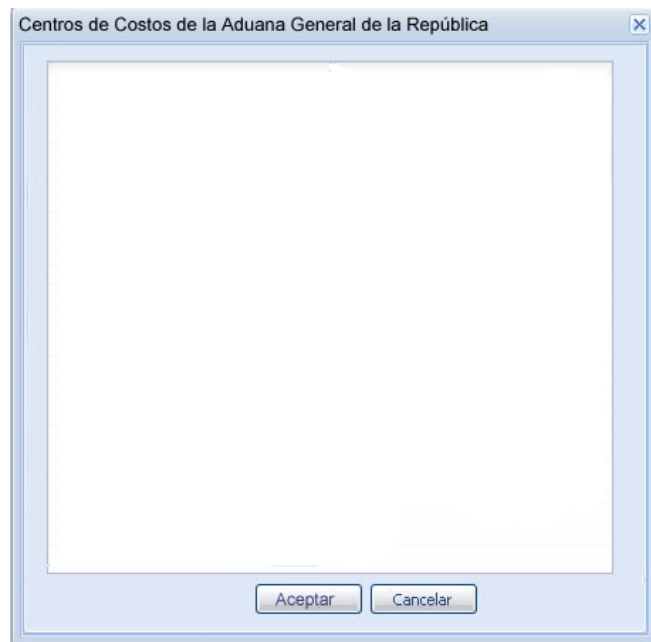 Centros de Costos de la Aduana General de la República
Aceptar Cancelar